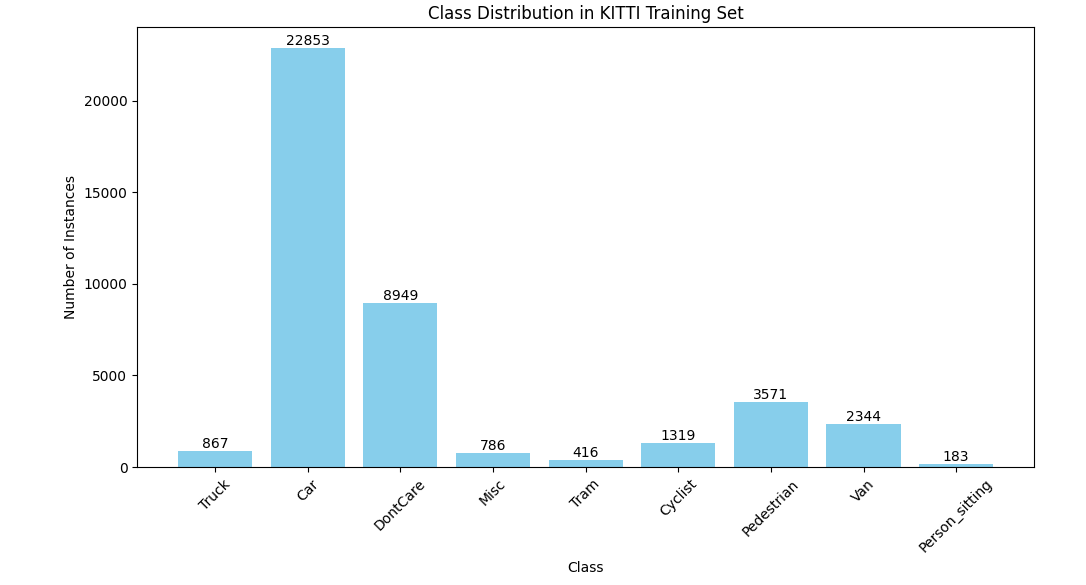 Class Distribution in KITTI Training Set
Number of Instances
20000
15000
10000
5000
0
867
22853
8949
786
416
1319
3571
2344
183
Truck
Car
DontCare
Misc
Tram
Cyclist
Pedestrian
Van
Person_sitting
Class